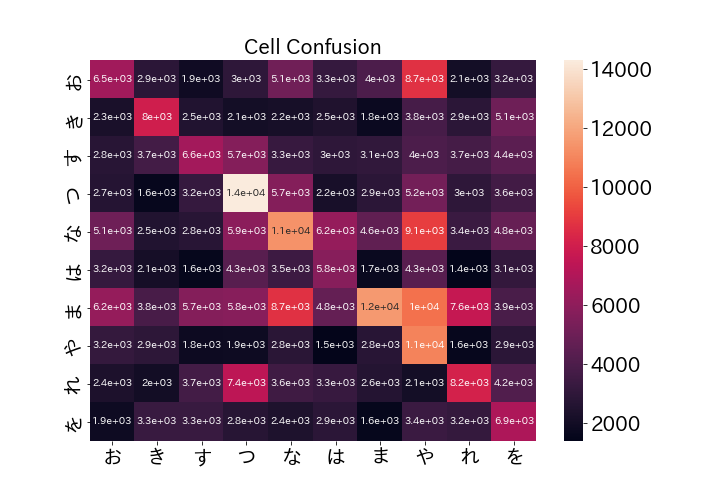 Cell Confusion
お 6.5e+03 2.9e+03 1.9e+03 3e+03 5.1e+03 3.3e+03 4e+03 8.7e+03 2.1e+03 3.2e+03
き 2.3e+03 8e+03 2.5e+03 2.1e+03 2.2e+03 2.5e+03 1.8e+03 3.8e+03 2.9e+03 5.1e+03
す 2.8e+03 3.7e+03 6.6e+03 5.7e+03 3.3e+03 3e+03 3.1e+03 4e+03 3.7e+03 4.4e+03
つ 2.7e+03 1.6e+03 3.2e+03 1.4e+04 5.7e+03 2.2e+03 2.9e+03 5.2e+03 3e+03 3.6e+03
な 5.1e+03 2.5e+03 2.8e+03 5.9e+03 1.1e+04 6.2e+03 4.6e+03 9.1e+03 3.4e+03 4.8e+03
は 3.2e+03 2.1e+03 1.6e+03 4.3e+03 3.5e+03 5.8e+03 1.7e+03 4.3e+03 1.4e+03 3.1e+03
ま 6.2e+03 3.8e+03 5.7e+03 5.8e+03 8.7e+03 4.8e+03 1.2e+04 1e+04 7.6e+03 3.9e+03
や 3.2e+03 2.9e+03 1.8e+03 1.9e+03 2.8e+03 1.5e+03 2.8e+03 1.1e+04 1.6e+03 2.9e+03
れ 2.4e+03 2e+03 3.7e+03 7.4e+03 3.6e+03 3.3e+03 2.6e+03 2.1e+03 8.2e+03 4.2e+03
を 1.9e+03 3.3e+03 3.3e+03 2.8e+03 2.4e+03 2.9e+03 1.6e+03 3.4e+03 3.2e+03 6.9e+03
お き す つ な は ま や れ を
14000
12000
10000
8000
6000
4000
2000